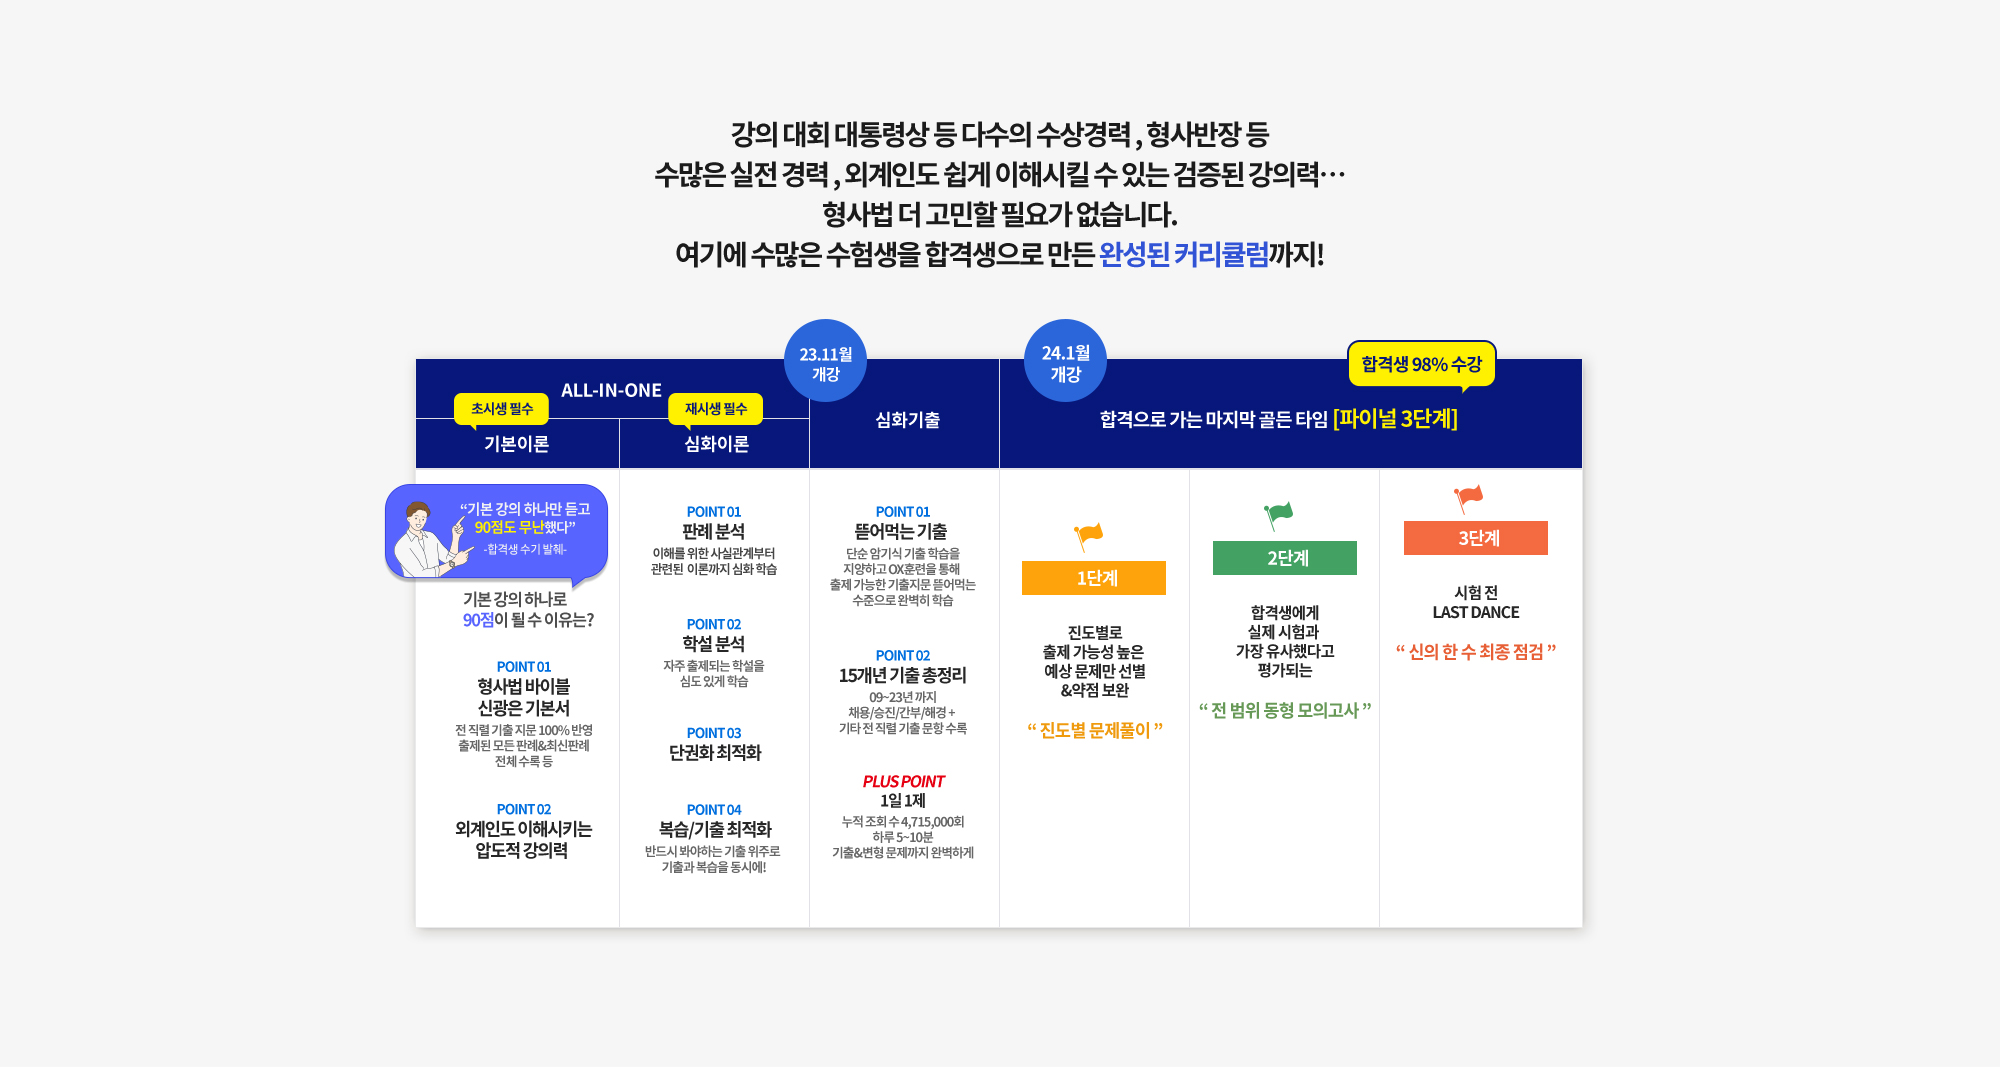 강의 대회 대통령상 등 다수의 수상경력 , 형사반장 등
수많은 실전 경력 , 외계인도 쉽게 이해시킬 수 있는 검증된 강의력…
형사법 더 고민할 필요가 없습니다.
여기에 수많은 수험생을 합격생으로 만든 완성된 커리큘럼까지!
ALL-IN-ONE
초시생 필수
기본이론
재시생 필수
심화이론
23.11월
개강
심화기출
24.1월
개강
합격생 98% 수강
합격으로 가는 마지막 골든 타임 [파이널 3단계]
“기본 강의 하나만 듣고
90점도 무난했다”
-합격생 수기 발췌-
기본 강의 하나로
90점이 될 수 이유는?
POINT 01
형사법 바이블
신광은 기본서
전 직렬 기출 지문 100% 반영
출제된 모든 판례&최신판례
전체 수록 등
POINT 02
외계인도 이해시키는
압도적 강의력
POINT 01
판례 분석
이해를 위한 사실관계부터
관련된 이론까지 심화 학습
POINT 02
학설 분석
자주 출제되는 학설을
심도 있게 학습
POINT 03
단권화 최적화
POINT 04
복습/기출 최적화
반드시 봐야하는 기출 위주로
기출과 복습을 동시에!
POINT 01
뜯어먹는 기출
단순 암기식 기출 학습을
지양하고 OX훈련을 통해
출제 가능한 기출지문 뜯어먹는
수준으로 완벽히 학습
POINT 02
15개년 기출 총정리
09~23년 까지
채용/승진/간부/해경 +
기타 전 직렬 기출 문항 수록
PLUS POINT
1일 1제
누적 조회 수 4,715,000회
하루 5~10분
기출&변형 문제까지 완벽하게
1단계
진도별로
출제 가능성 높은
예상 문제만 선별
&약점 보완
“ 진도별 문제풀이 ”
2단계
합격생에게
실제 시험과
가장 유사했다고
평가되는
“ 전 범위 동형 모의고사 ”
3단계
시험 전
LAST DANCE
“ 신의 한 수 최종 점검 ”